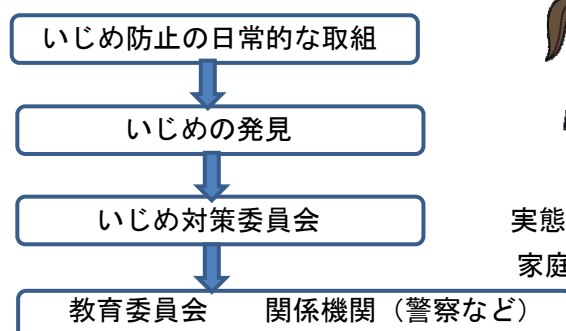 いじめ防止の日常的な取組
いじめの発見
いじめ対策委員会
実態
家庭
教育委員会　　関係機関（警察など）